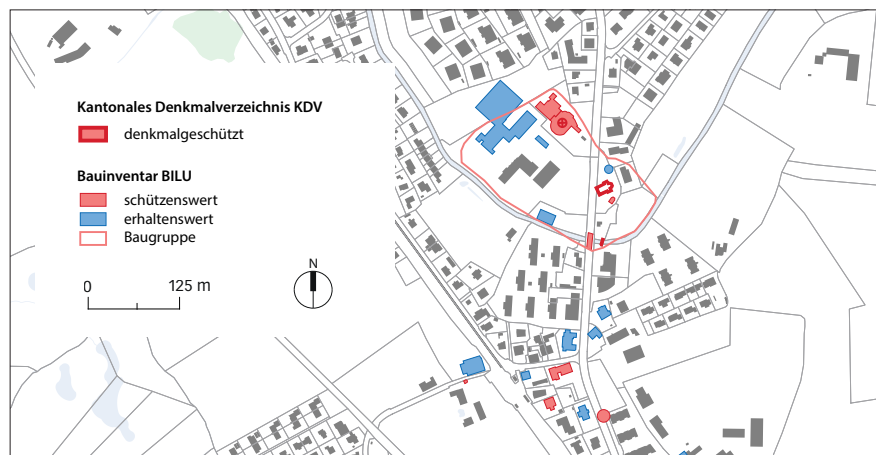 Kantonales Denkmalverzeichnis KDV
denkmalgeschützt
Bauinventar BILU
schützenswert
erhaltenswert
Baugruppe
0 125 m
N